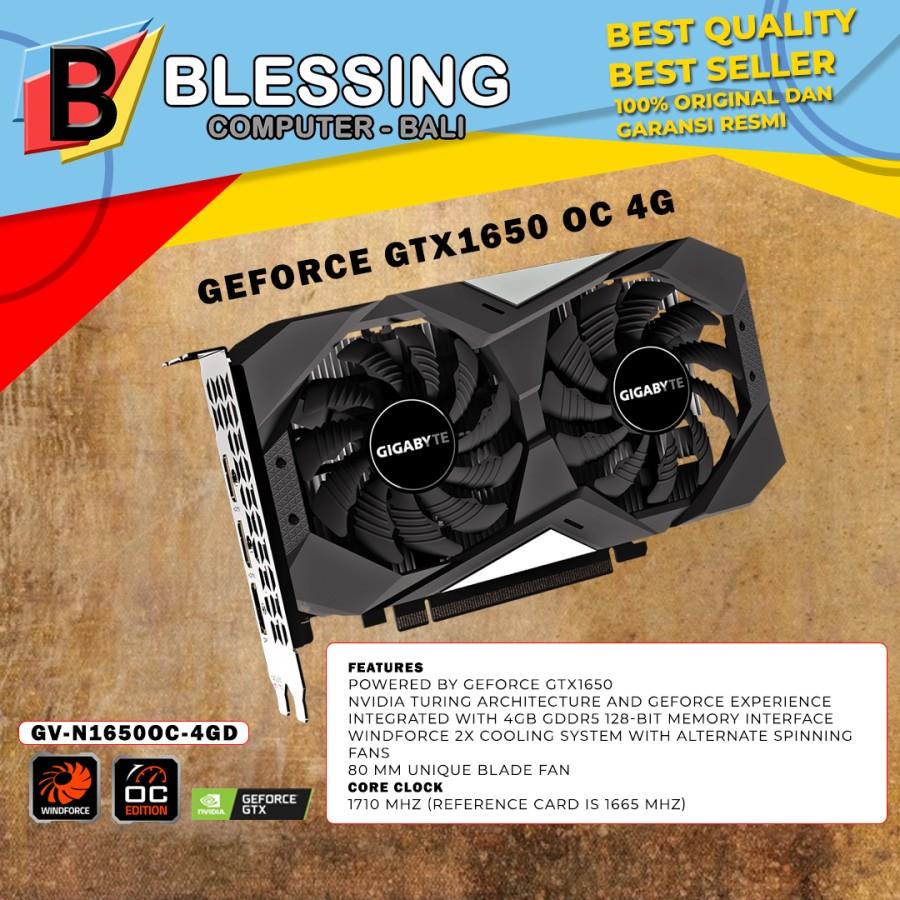 B
BLESSING
COMPUTER - BALI
BEST QUALITY
BEST SELLER
100% ORIGINAL DAN
GARANSI RESMI
GEFORCE GTX1650 OC 4G
GIGABYTE
GIGABYTE
FEATURES
POWERED BY GEFORCE GTX1650
NVIDIA TURING ARCHITECTURE AND GEFORCE EXPERIENCE
INTEGRATED WITH 4GB GDDR5 128-BIT MEMORY INTERFACE
WINDFORCE 2X COOLING SYSTEM WITH ALTERNATE SPINNING
FANS
80 MM UNIQUE BLADE FAN
CORE CLOCK
1710 MHZ (REFERENCE CARD IS 1665 MHZ)
GV-N1650OC-4GD
WINDFORCE
OC
EDITION
NVIDIA
GEFORCE
GTX